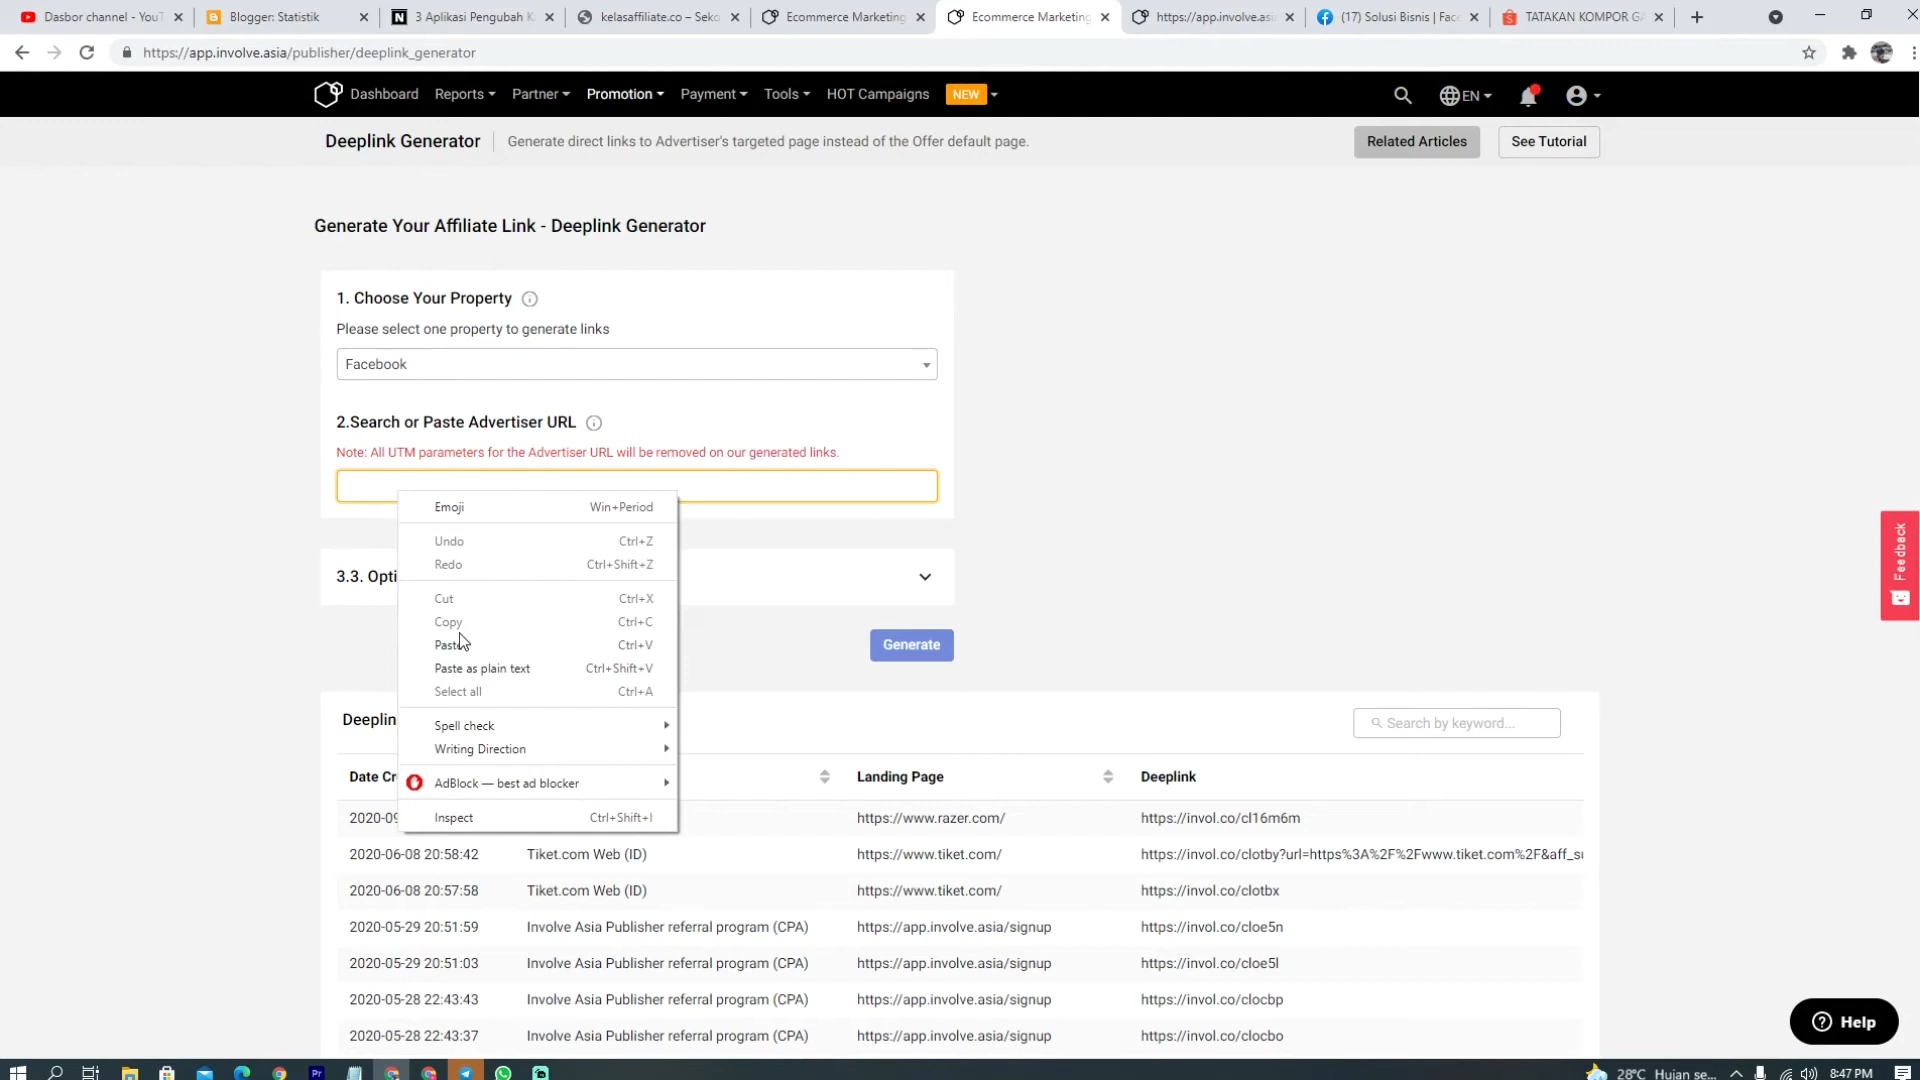 Dasbor channel - YouT
Blogger: Statistik
3 Aplikasi Pengubah K
kelasaffiliate.co – Seko
Ecommerce Marketing
Ecommerce Marketing
https://app.involve.asi
(17) Solusi Bisnis | Fac
TATAKAN KOMPOR GA
https://app.involve.asia/publisher/deeplink_generator
Dashboard Reports Partner Promotion Payment Tools HOT Campaigns NEW EN
Deeplink Generator
Generate direct links to Advertiser's targeted page instead of the Offer default page.
Related Articles
See Tutorial
Generate Your Affiliate Link - Deeplink Generator
1. Choose Your Property
Please select one property to generate links
Facebook
2.Search or Paste Advertiser URL
Note: All UTM parameters for the Advertiser URL will be removed on our generated links.
Emoji Win+Period
Undo Ctrl+Z
Redo Ctrl+Shift+Z
Cut Ctrl+X
Copy Ctrl+C
Paste Ctrl+V
Paste as plain text Ctrl+Shift+V
Select all Ctrl+A
Spell check
Writing Direction
AdBlock — best ad blocker
Inspect Ctrl+Shift+I
3.3. Opti
Generate
Feedback
Deeplin
Search by keyword...
Date Cr Landing Page Deeplink
2020-09 https://www.razer.com/ https://invol.co/cl16m6m
2020-06-08 20:58:42 Tiket.com Web (ID) https://www.tiket.com/ https://invol.co/clotby?url=https%3A%2F%2Fwww.tiket.com%2F&aff_su
2020-06-08 20:57:58 Tiket.com Web (ID) https://www.tiket.com/ https://invol.co/clotbx
2020-05-29 20:51:59 Involve Asia Publisher referral program (CPA) https://app.involve.asia/signup https://invol.co/cloe5n
2020-05-29 20:51:03 Involve Asia Publisher referral program (CPA) https://app.involve.asia/signup https://invol.co/cloe5l
2020-05-28 22:43:43 Involve Asia Publisher referral program (CPA) https://app.involve.asia/signup https://invol.co/clocbp
2020-05-28 22:43:37 Involve Asia Publisher referral program (CPA) https://app.involve.asia/signup https://invol.co/clocbo
Help
28°C Hujan se... 8:47 PM